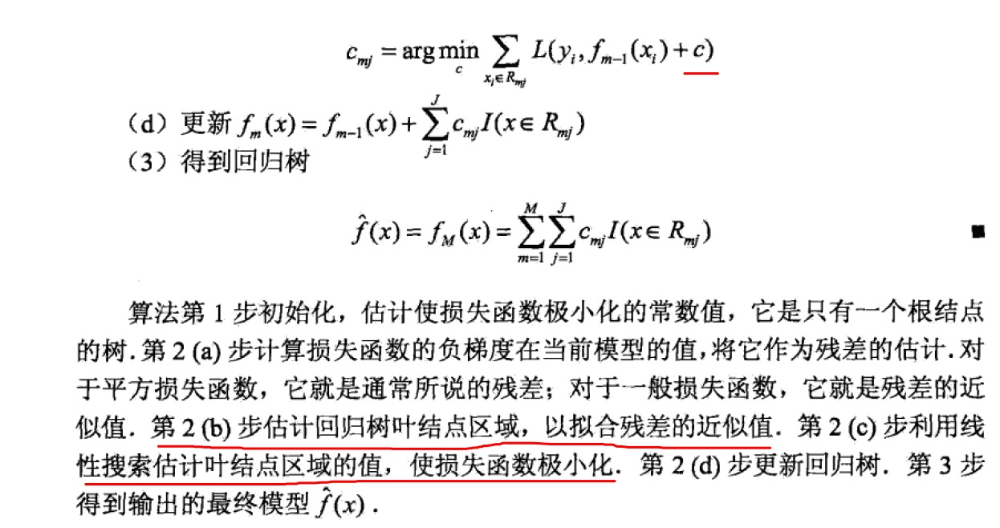 c_{mj} = arg min_c ∑_{x_i∈R_{mj}} L(y_i, f_{m-1}(x_i) + c)
（d）更新 f_m(x) = f_{m-1}(x) + ∑_{j=1}^{J} c_{mj} I(x ∈ R_{mj})
（3）得到回归树
f̂(x) = f_M(x) = ∑_{m=1}^{M} ∑_{j=1}^{J} c_{mj} I(x ∈ R_{mj}) ■
算法第 1 步初始化，估计使损失函数极小化的常数值，它是只有一个根结点
的树．第 2 (a) 步计算损失函数的负梯度在当前模型的值，将它作为残差的估计．对
于平方损失函数，它就是通常所说的残差；对于一般损失函数，它就是残差的近
似值．第 2 (b) 步估计回归树叶结点区域，以拟合残差的近似值．第 2 (c) 步利用线
性搜索估计叶结点区域的值，使损失函数极小化．第 2 (d) 步更新回归树．第 3 步
得到输出的最终模型 f̂(x)．